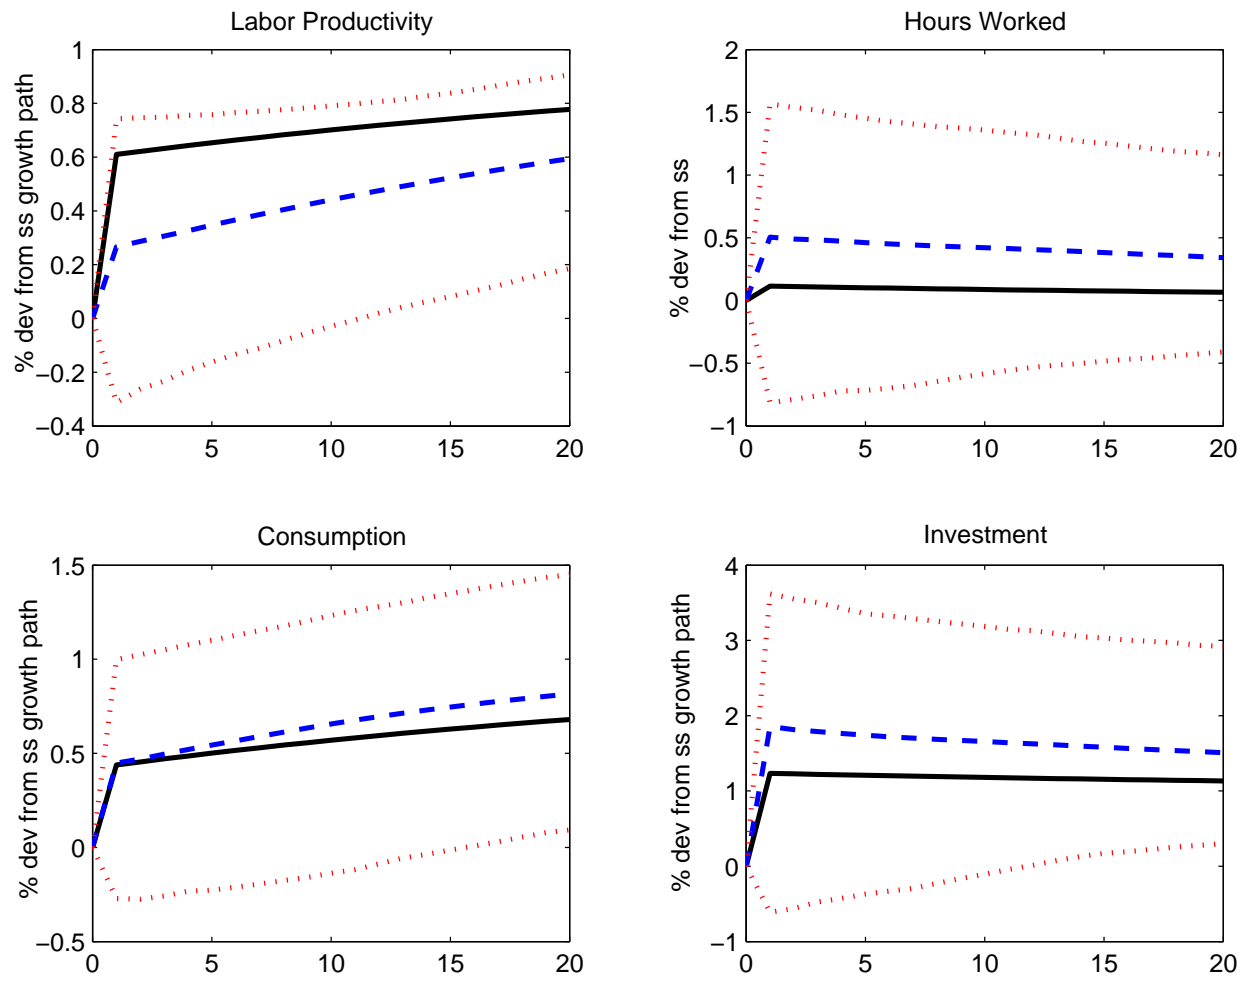 Labor Productivity
% dev from ss growth path
1
0.8
0.6
0.4
0.2
0
−0.2
−0.4
0 5 10 15 20
Hours Worked
% dev from ss
2
1.5
1
0.5
0
−0.5
−1
0 5 10 15 20
Consumption
% dev from ss growth path
1.5
1
0.5
0
−0.5
0 5 10 15 20
Investment
% dev from ss growth path
4
3
2
1
0
−1
0 5 10 15 20